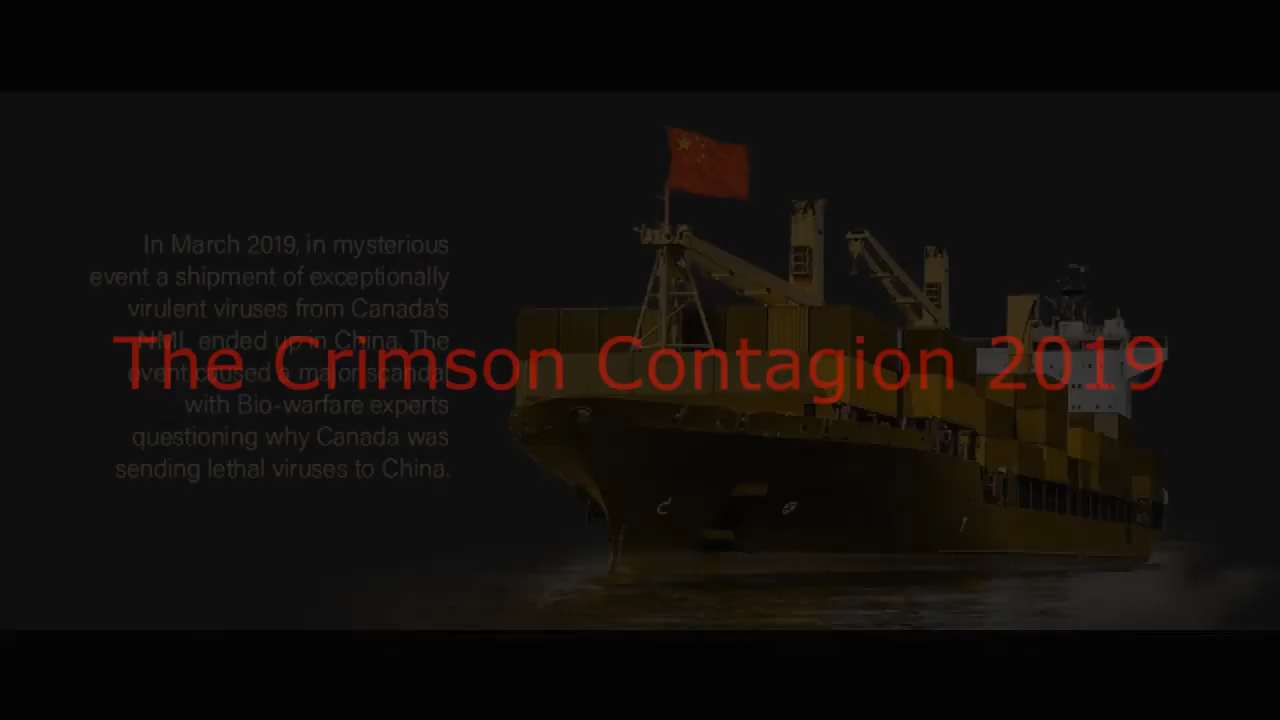 In March 2019, in mysterious
event a shipment of exceptionally
virulent viruses from Canada's
NML ended up in China. The
event caused a major scandal
with Bio-warfare experts
questioning why Canada was
sending lethal viruses to China.
The Crimson Contagion 2019